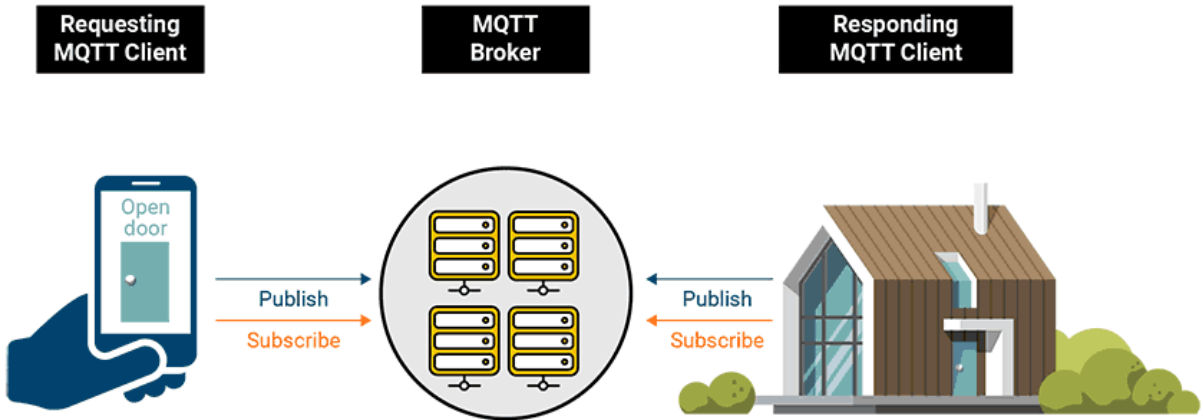 Requesting
MQTT Client
MQTT
Broker
Responding
MQTT Client
Open
door
Publish
Subscribe
Publish
Subscribe